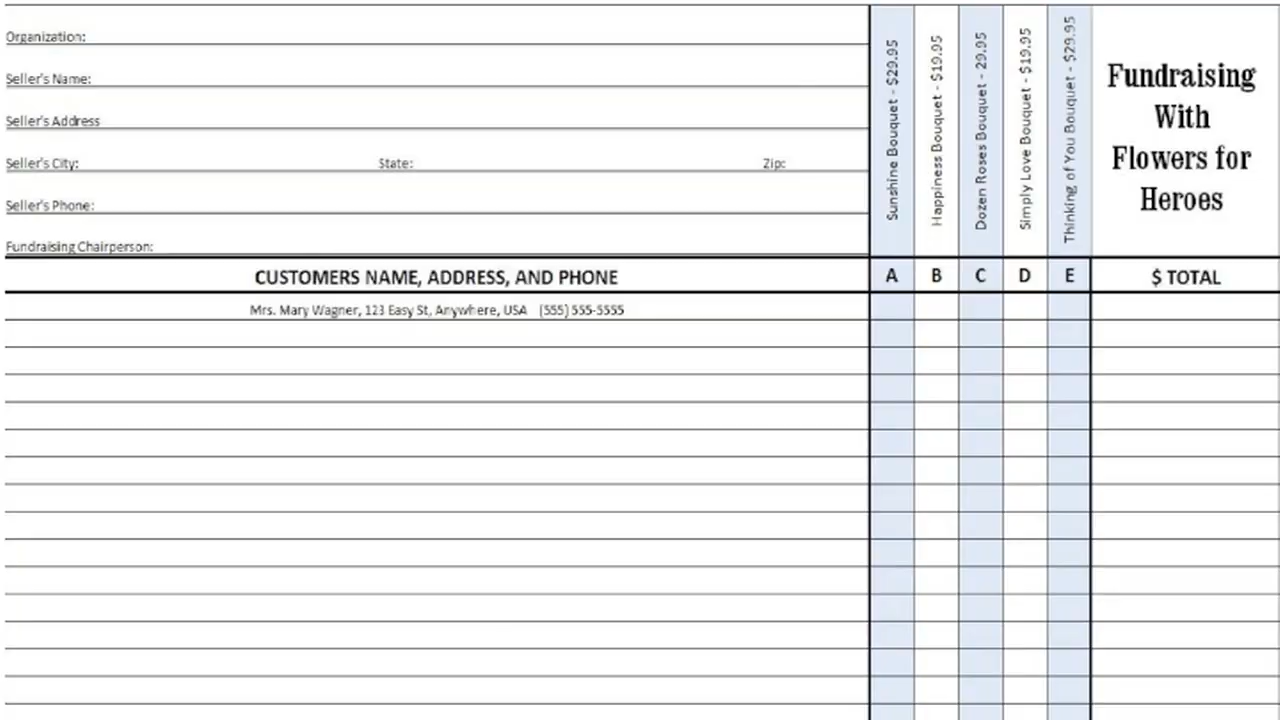 Organization:
Seller's Name:
Seller's Address
Seller's City: State: Zip:
Seller's Phone:
Fundraising Chairperson:
Sunshine Bouquet - $29.95
Happiness Bouquet - $19.95
Dozen Roses Bouquet - 29.95
Simply Love Bouquet - $19.95
Thinking of You Bouquet - $29.95
Fundraising
With
Flowers for
Heroes
CUSTOMERS NAME, ADDRESS, AND PHONE A B C D E $ TOTAL
Mrs. Mary Wagner, 123 Easy St, Anywhere, USA (555) 555-5555